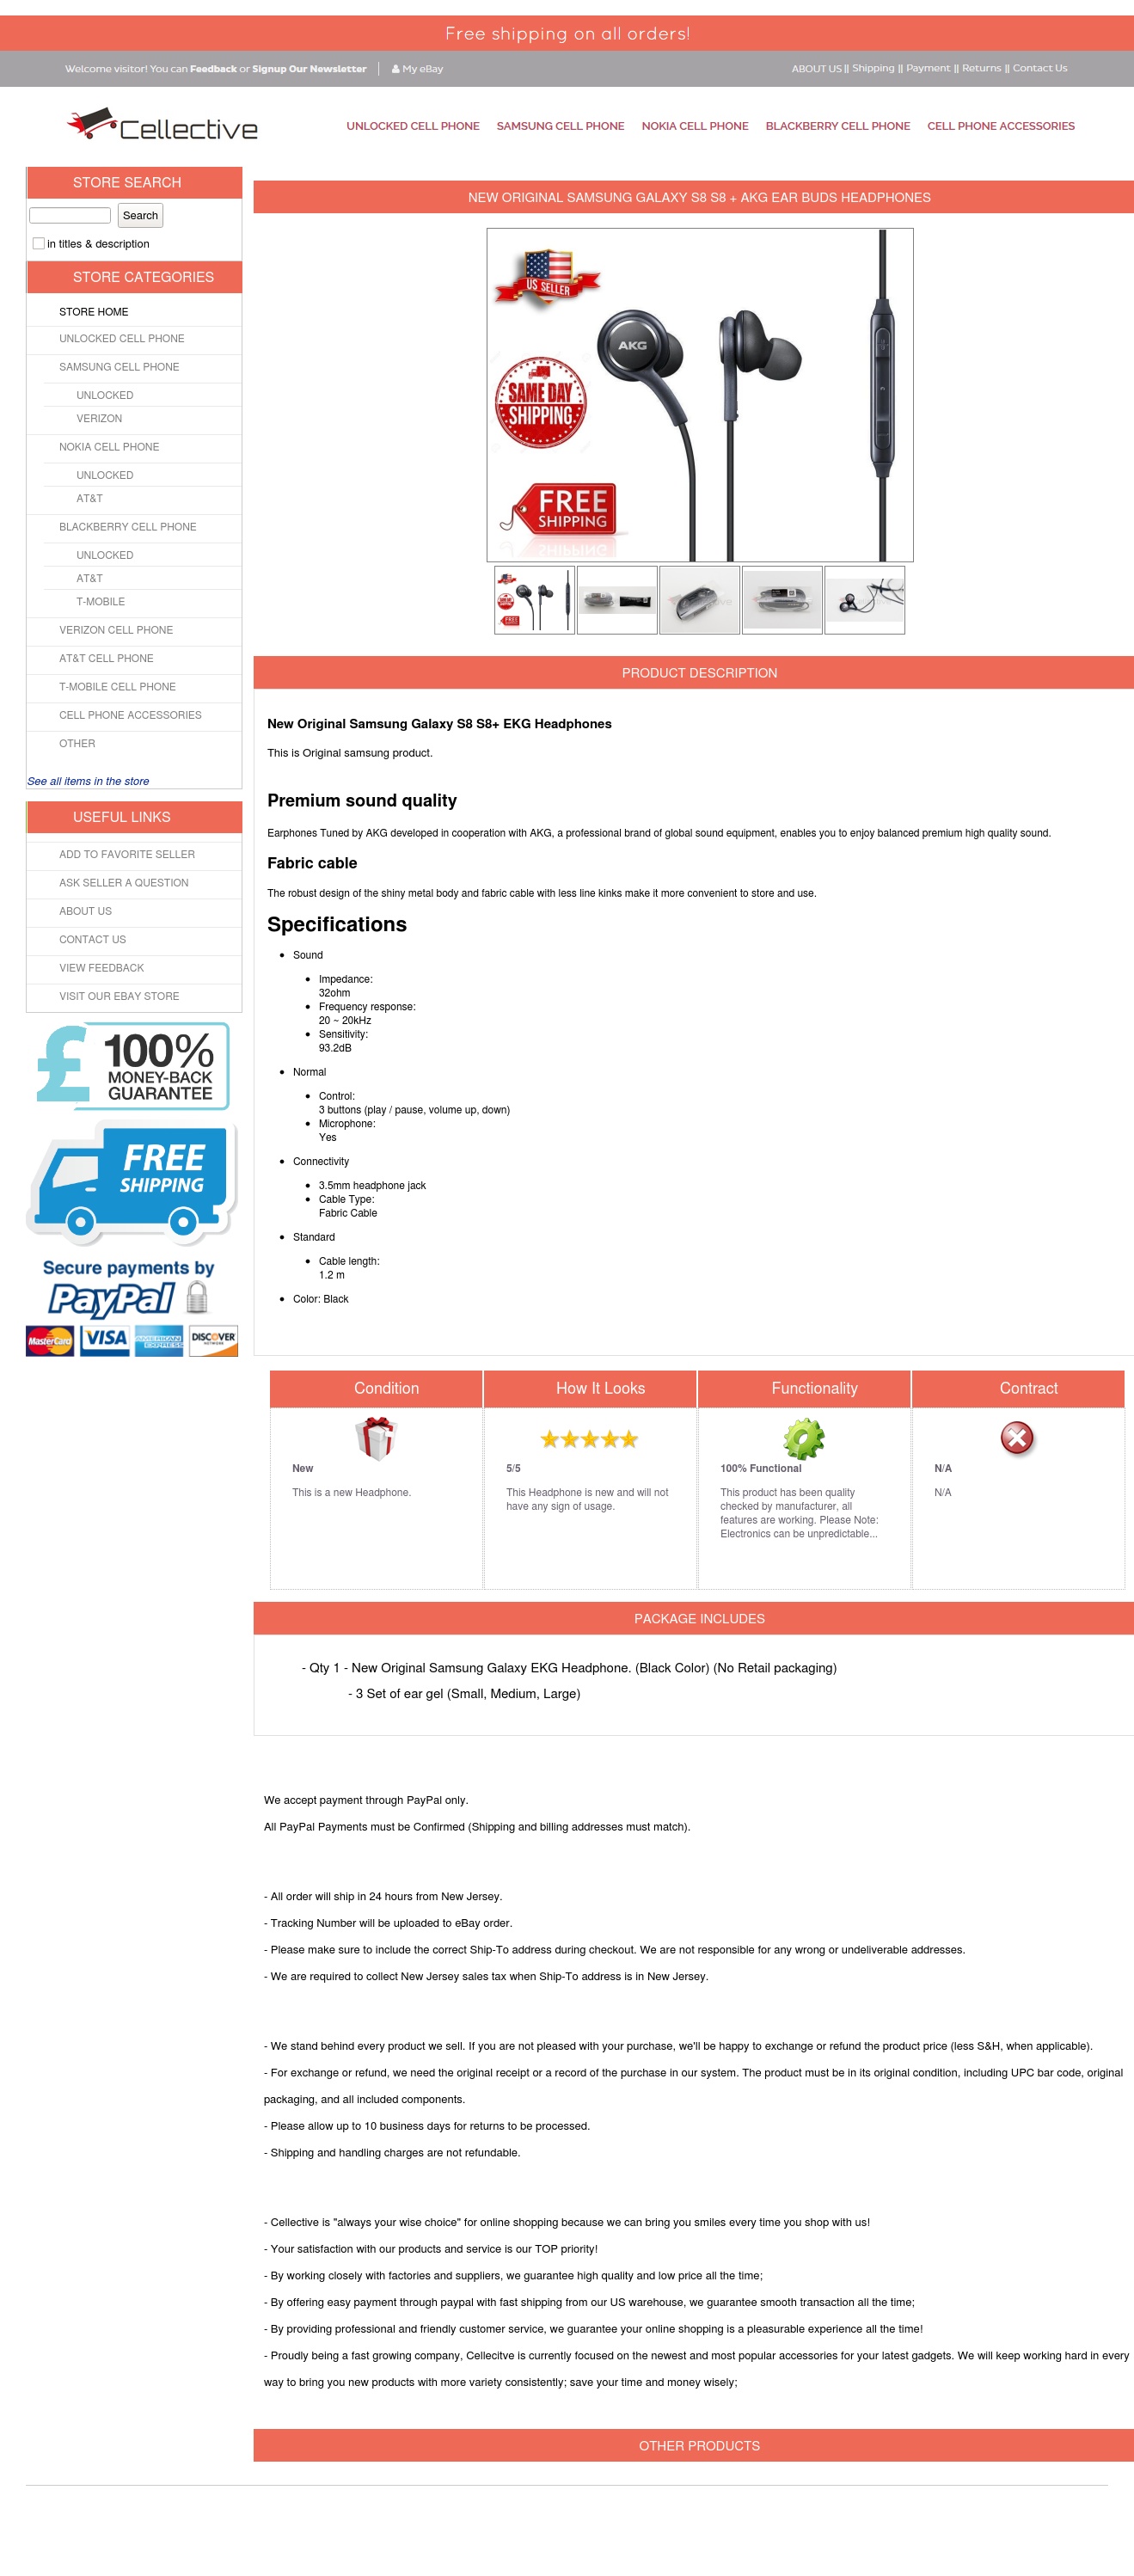 Free shipping on all orders!
Welcome visitor! You can Feedback or Signup Our Newsletter
My eBay
ABOUT US || Shipping || Payment || Returns || Contact Us
Cellective
UNLOCKED CELL PHONE SAMSUNG CELL PHONE NOKIA CELL PHONE BLACKBERRY CELL PHONE CELL PHONE ACCESSORIES
STORE SEARCH
Search
in titles & description
STORE CATEGORIES
STORE HOME
UNLOCKED CELL PHONE
SAMSUNG CELL PHONE
UNLOCKED
VERIZON
NOKIA CELL PHONE
UNLOCKED
AT&T
BLACKBERRY CELL PHONE
UNLOCKED
AT&T
T-MOBILE
VERIZON CELL PHONE
AT&T CELL PHONE
T-MOBILE CELL PHONE
CELL PHONE ACCESSORIES
OTHER
See all items in the store
USEFUL LINKS
ADD TO FAVORITE SELLER
ASK SELLER A QUESTION
ABOUT US
CONTACT US
VIEW FEEDBACK
VISIT OUR EBAY STORE
£ 100%
MONEY-BACK
GUARANTEE
FREE
SHIPPING
Secure payments by
PayPal
MasterCard VISA AMERICAN EXPRESS DISCOVER NETWORK
NEW ORIGINAL SAMSUNG GALAXY S8 S8 + AKG EAR BUDS HEADPHONES
US SELLER
AKG
SAME DAY
SHIPPING
FREE
SHIPPING
PRODUCT DESCRIPTION
New Original Samsung Galaxy S8 S8+ EKG Headphones
This is Original samsung product.
Premium sound quality
Earphones Tuned by AKG developed in cooperation with AKG, a professional brand of global sound equipment, enables you to enjoy balanced premium high quality sound.
Fabric cable
The robust design of the shiny metal body and fabric cable with less line kinks make it more convenient to store and use.
Specifications
Sound
Impedance:
32ohm
Frequency response:
20 ~ 20kHz
Sensitivity:
93.2dB
Normal
Control:
3 buttons (play / pause, volume up, down)
Microphone:
Yes
Connectivity
3.5mm headphone jack
Cable Type:
Fabric Cable
Standard
Cable length:
1.2 m
Color: Black
Condition
New
This is a new Headphone.
How It Looks
5/5
This Headphone is new and will not
have any sign of usage.
Functionality
100% Functional
This product has been quality
checked by manufacturer, all
features are working. Please Note:
Electronics can be unpredictable...
Contract
N/A
N/A
PACKAGE INCLUDES
- Qty 1 - New Original Samsung Galaxy EKG Headphone. (Black Color) (No Retail packaging)
- 3 Set of ear gel (Small, Medium, Large)
We accept payment through PayPal only.
All PayPal Payments must be Confirmed (Shipping and billing addresses must match).
- All order will ship in 24 hours from New Jersey.
- Tracking Number will be uploaded to eBay order.
- Please make sure to include the correct Ship-To address during checkout. We are not responsible for any wrong or undeliverable addresses.
- We are required to collect New Jersey sales tax when Ship-To address is in New Jersey.
- We stand behind every product we sell. If you are not pleased with your purchase, we'll be happy to exchange or refund the product price (less S&H, when applicable).
- For exchange or refund, we need the original receipt or a record of the purchase in our system. The product must be in its original condition, including UPC bar code, original
packaging, and all included components.
- Please allow up to 10 business days for returns to be processed.
- Shipping and handling charges are not refundable.
- Cellective is "always your wise choice" for online shopping because we can bring you smiles every time you shop with us!
- Your satisfaction with our products and service is our TOP priority!
- By working closely with factories and suppliers, we guarantee high quality and low price all the time;
- By offering easy payment through paypal with fast shipping from our US warehouse, we guarantee smooth transaction all the time;
- By providing professional and friendly customer service, we guarantee your online shopping is a pleasurable experience all the time!
- Proudly being a fast growing company, Cellecitve is currently focused on the newest and most popular accessories for your latest gadgets. We will keep working hard in every
way to bring you new products with more variety consistently; save your time and money wisely;
OTHER PRODUCTS